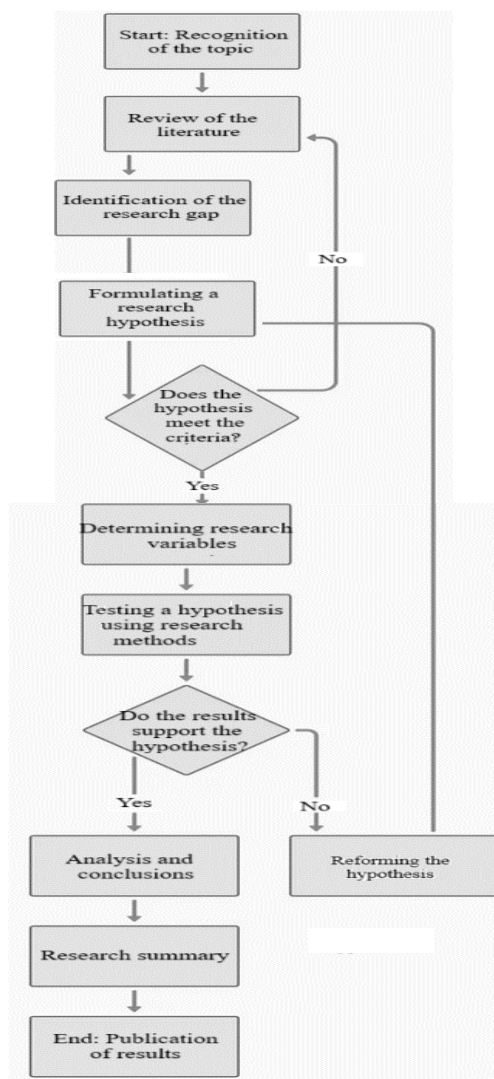 Start: Recognition
of the topic
Review of the
literature
Identification of the
research gap
No
Formulating a
research
hypothesis
Does the
hypothesis
meet the
criteria?
Yes
Determining research
variables
Testing a hypothesis
using research
methods
Do the results
support the
hypothesis?
Yes
No
Analysis and
conclusions
Reforming the
hypothesis
Research summary
End: Publication
of results